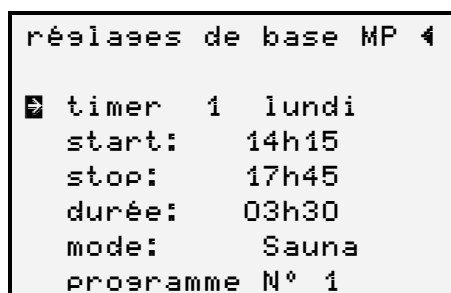 réglages de base MP
timer 1 lundi
start: 14h15
stop: 17h45
durée: 03h30
mode: Sauna
programme N° 1